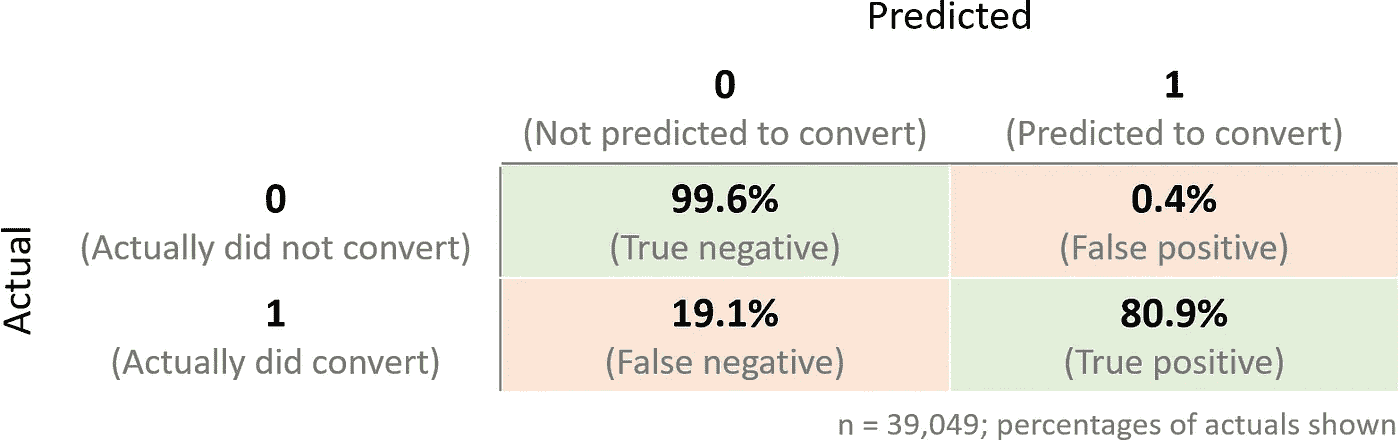 Predicted
0
1
(Not predicted to convert)
(Predicted to convert)
Actual
0
(Actually did not convert)
99.6%
(True negative)
0.4%
(False positive)
1
(Actually did convert)
19.1%
(False negative)
80.9%
(True positive)
n = 39,049; percentages of actuals shown